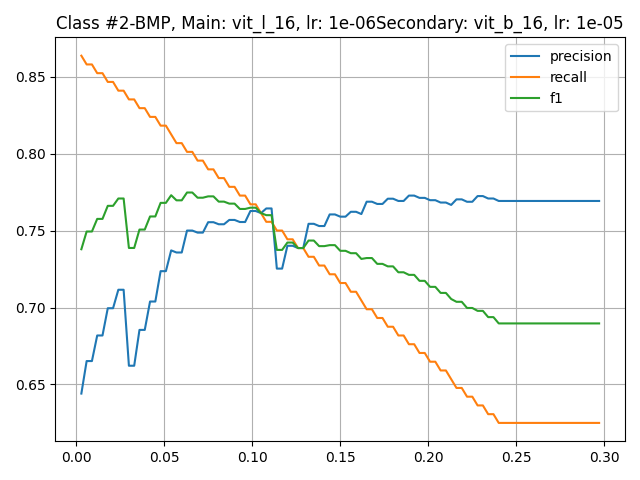 Class #2-BMP, Main: vit_l_16, lr: 1e-06Secondary: vit_b_16, lr: 1e-05
precision
recall
f1
0.85
0.80
0.75
0.70
0.65
0.00 0.05 0.10 0.15 0.20 0.25 0.30